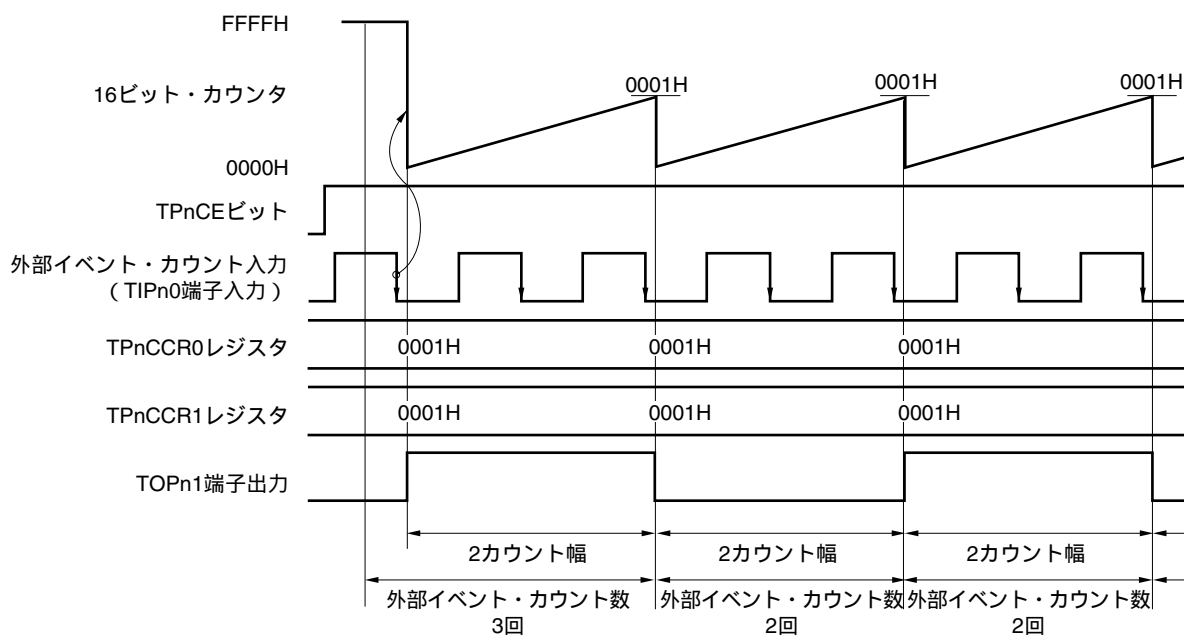 FFFFH
16ビット・カウンタ
0001H
0001H
0001H
0000H
TPnCEビット
外部イベント・カウント入力
（TIPn0端子入力）
TPnCCR0レジスタ
0001H
0001H
0001H
TPnCCR1レジスタ
0001H
0001H
0001H
TOPn1端子出力
2カウント幅
2カウント幅
2カウント幅
外部イベント・カウント数
3回
外部イベント・カウント数
2回
外部イベント・カウント数
2回